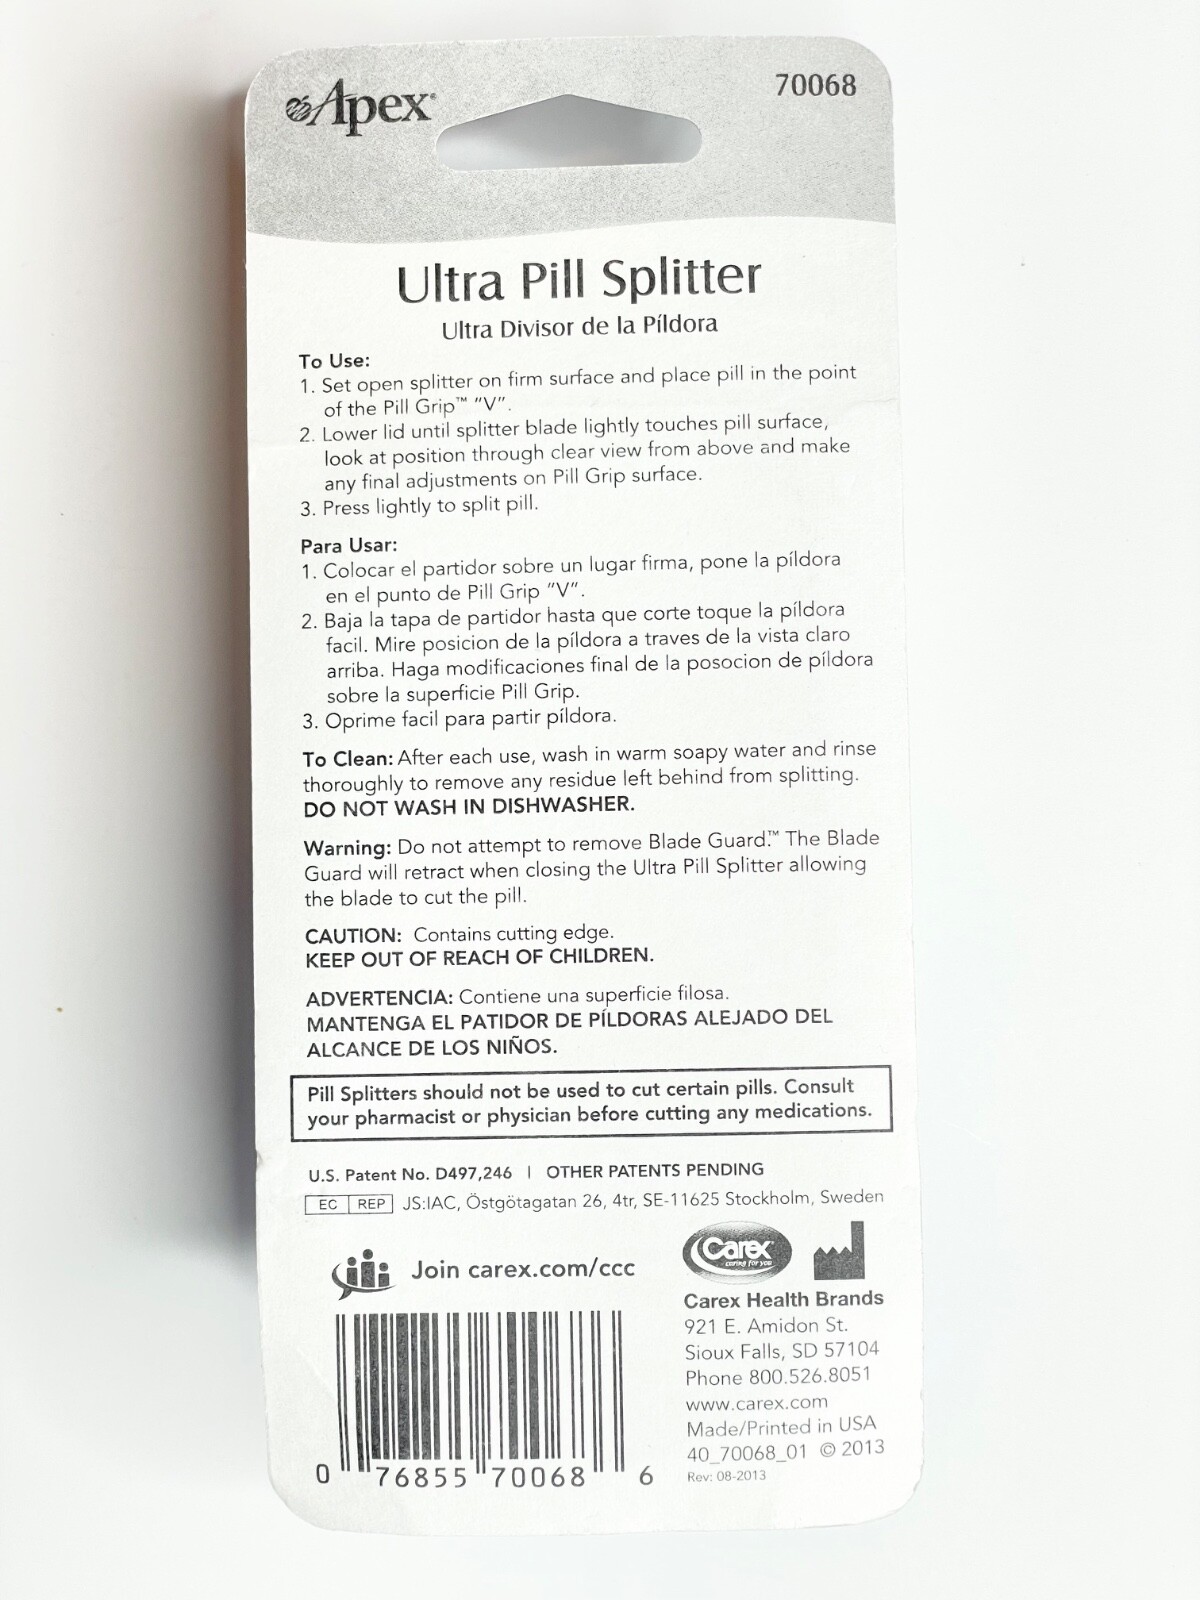 Apex®
70068
Ultra Pill Splitter
Ultra Divisor de la Píldora
To Use:
1. Set open splitter on firm surface and place pill in the point
of the Pill Grip™ "V".
2. Lower lid until splitter blade lightly touches pill surface,
look at position through clear view from above and make
any final adjustments on Pill Grip surface.
3. Press lightly to split pill.
Para Usar:
1. Colocar el partidor sobre un lugar firma, pone la píldora
en el punto de Pill Grip "V".
2. Baja la tapa de partidor hasta que corte toque la píldora
facil. Mire posicion de la píldora a traves de la vista claro
arriba. Haga modificaciones final de la posocion de píldora
sobre la superficie Pill Grip.
3. Oprime facil para partir píldora.
To Clean: After each use, wash in warm soapy water and rinse
thoroughly to remove any residue left behind from splitting.
DO NOT WASH IN DISHWASHER.
Warning: Do not attempt to remove Blade Guard.™ The Blade
Guard will retract when closing the Ultra Pill Splitter allowing
the blade to cut the pill.
CAUTION: Contains cutting edge.
KEEP OUT OF REACH OF CHILDREN.
ADVERTENCIA: Contiene una superficie filosa.
MANTENGA EL PATIDOR DE PÍLDORAS ALEJADO DEL
ALCANCE DE LOS NIÑOS.
Pill Splitters should not be used to cut certain pills. Consult
your pharmacist or physician before cutting any medications.
U.S. Patent No. D497,246 | OTHER PATENTS PENDING
EC REP JS:IAC, Östgötagatan 26, 4tr, SE-11625 Stockholm, Sweden
Join carex.com/ccc
Carex
caring for you
Carex Health Brands
921 E. Amidon St.
Sioux Falls, SD 57104
Phone 800.526.8051
www.carex.com
Made/Printed in USA
40_70068_01 © 2013
Rev: 08-2013
0 76855 70068 6